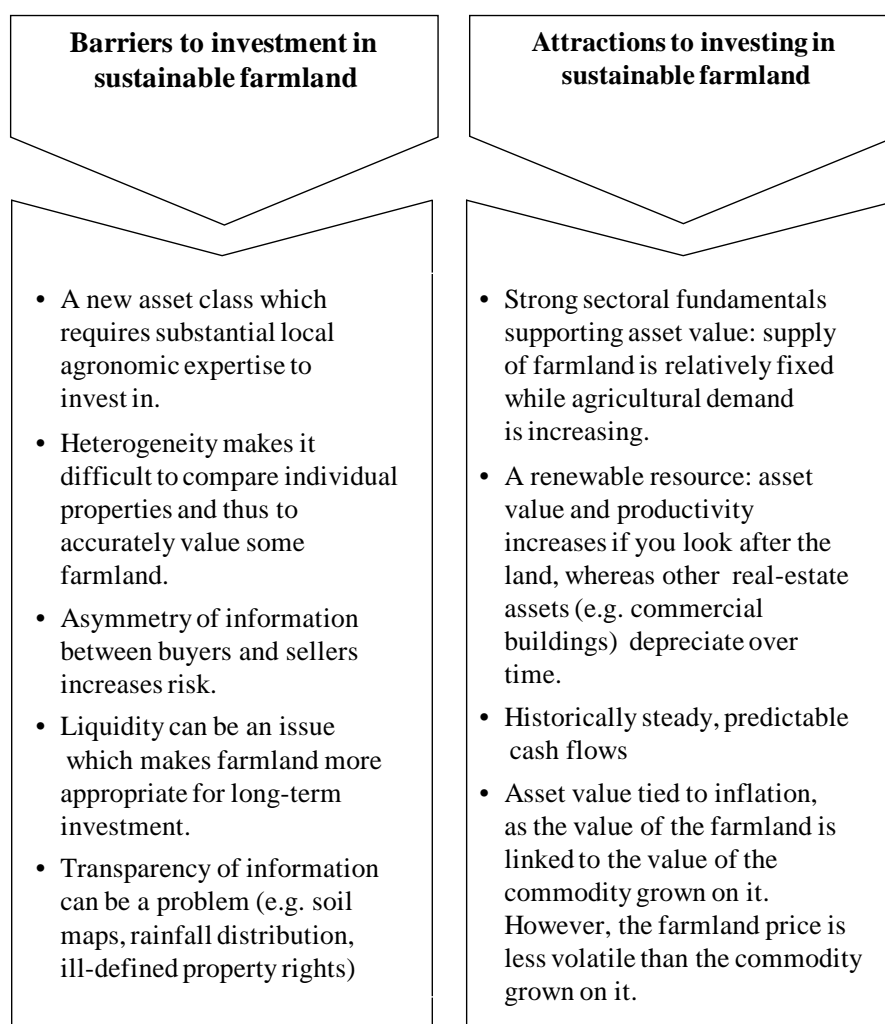 Barriers to investment in
sustainable farmland
• A new asset class which
requires substantial local
agronomic expertise to
invest in.
• Heterogeneity makes it
difficult to compare individual
properties and thus to
accurately value some
farmland.
• Asymmetry of information
between buyers and sellers
increases risk.
• Liquidity can be an issue
which makes farmland more
appropriate for long-term
investment.
• Transparency of information
can be a problem (e.g. soil
maps, rainfall distribution,
ill-defined property rights)
Attractions to investing in
sustainable farmland
• Strong sectoral fundamentals
supporting asset value: supply
of farmland is relatively fixed
while agricultural demand
is increasing.
• A renewable resource: asset
value and productivity
increases if you look after the
land, whereas other real-estate
assets (e.g. commercial
buildings) depreciate over
time.
• Historically steady, predictable
cash flows
• Asset value tied to inflation,
as the value of the farmland is
linked to the value of the
commodity grown on it.
However, the farmland price is
less volatile than the commodity
grown on it.